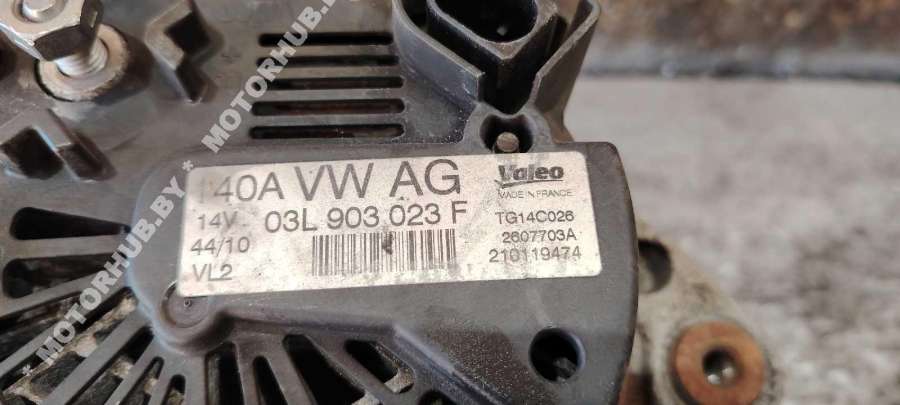 140A VW AG
14V 03L 903 023 F
44/10
VL2
Valeo
MADE IN FRANCE
TG14C026
2607703A
210119474
MOTORHUB.BY * MOTORHUB.BY